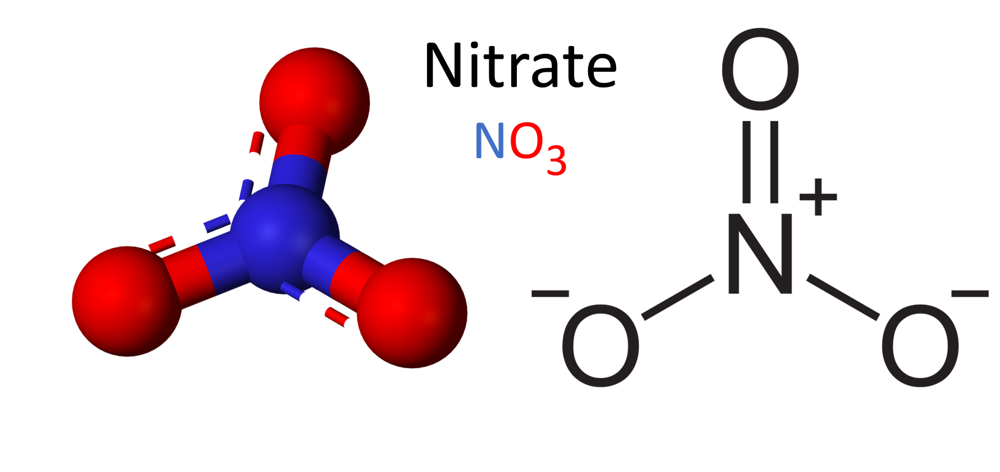 Nitrate
NO₃
O
N +
− O O −